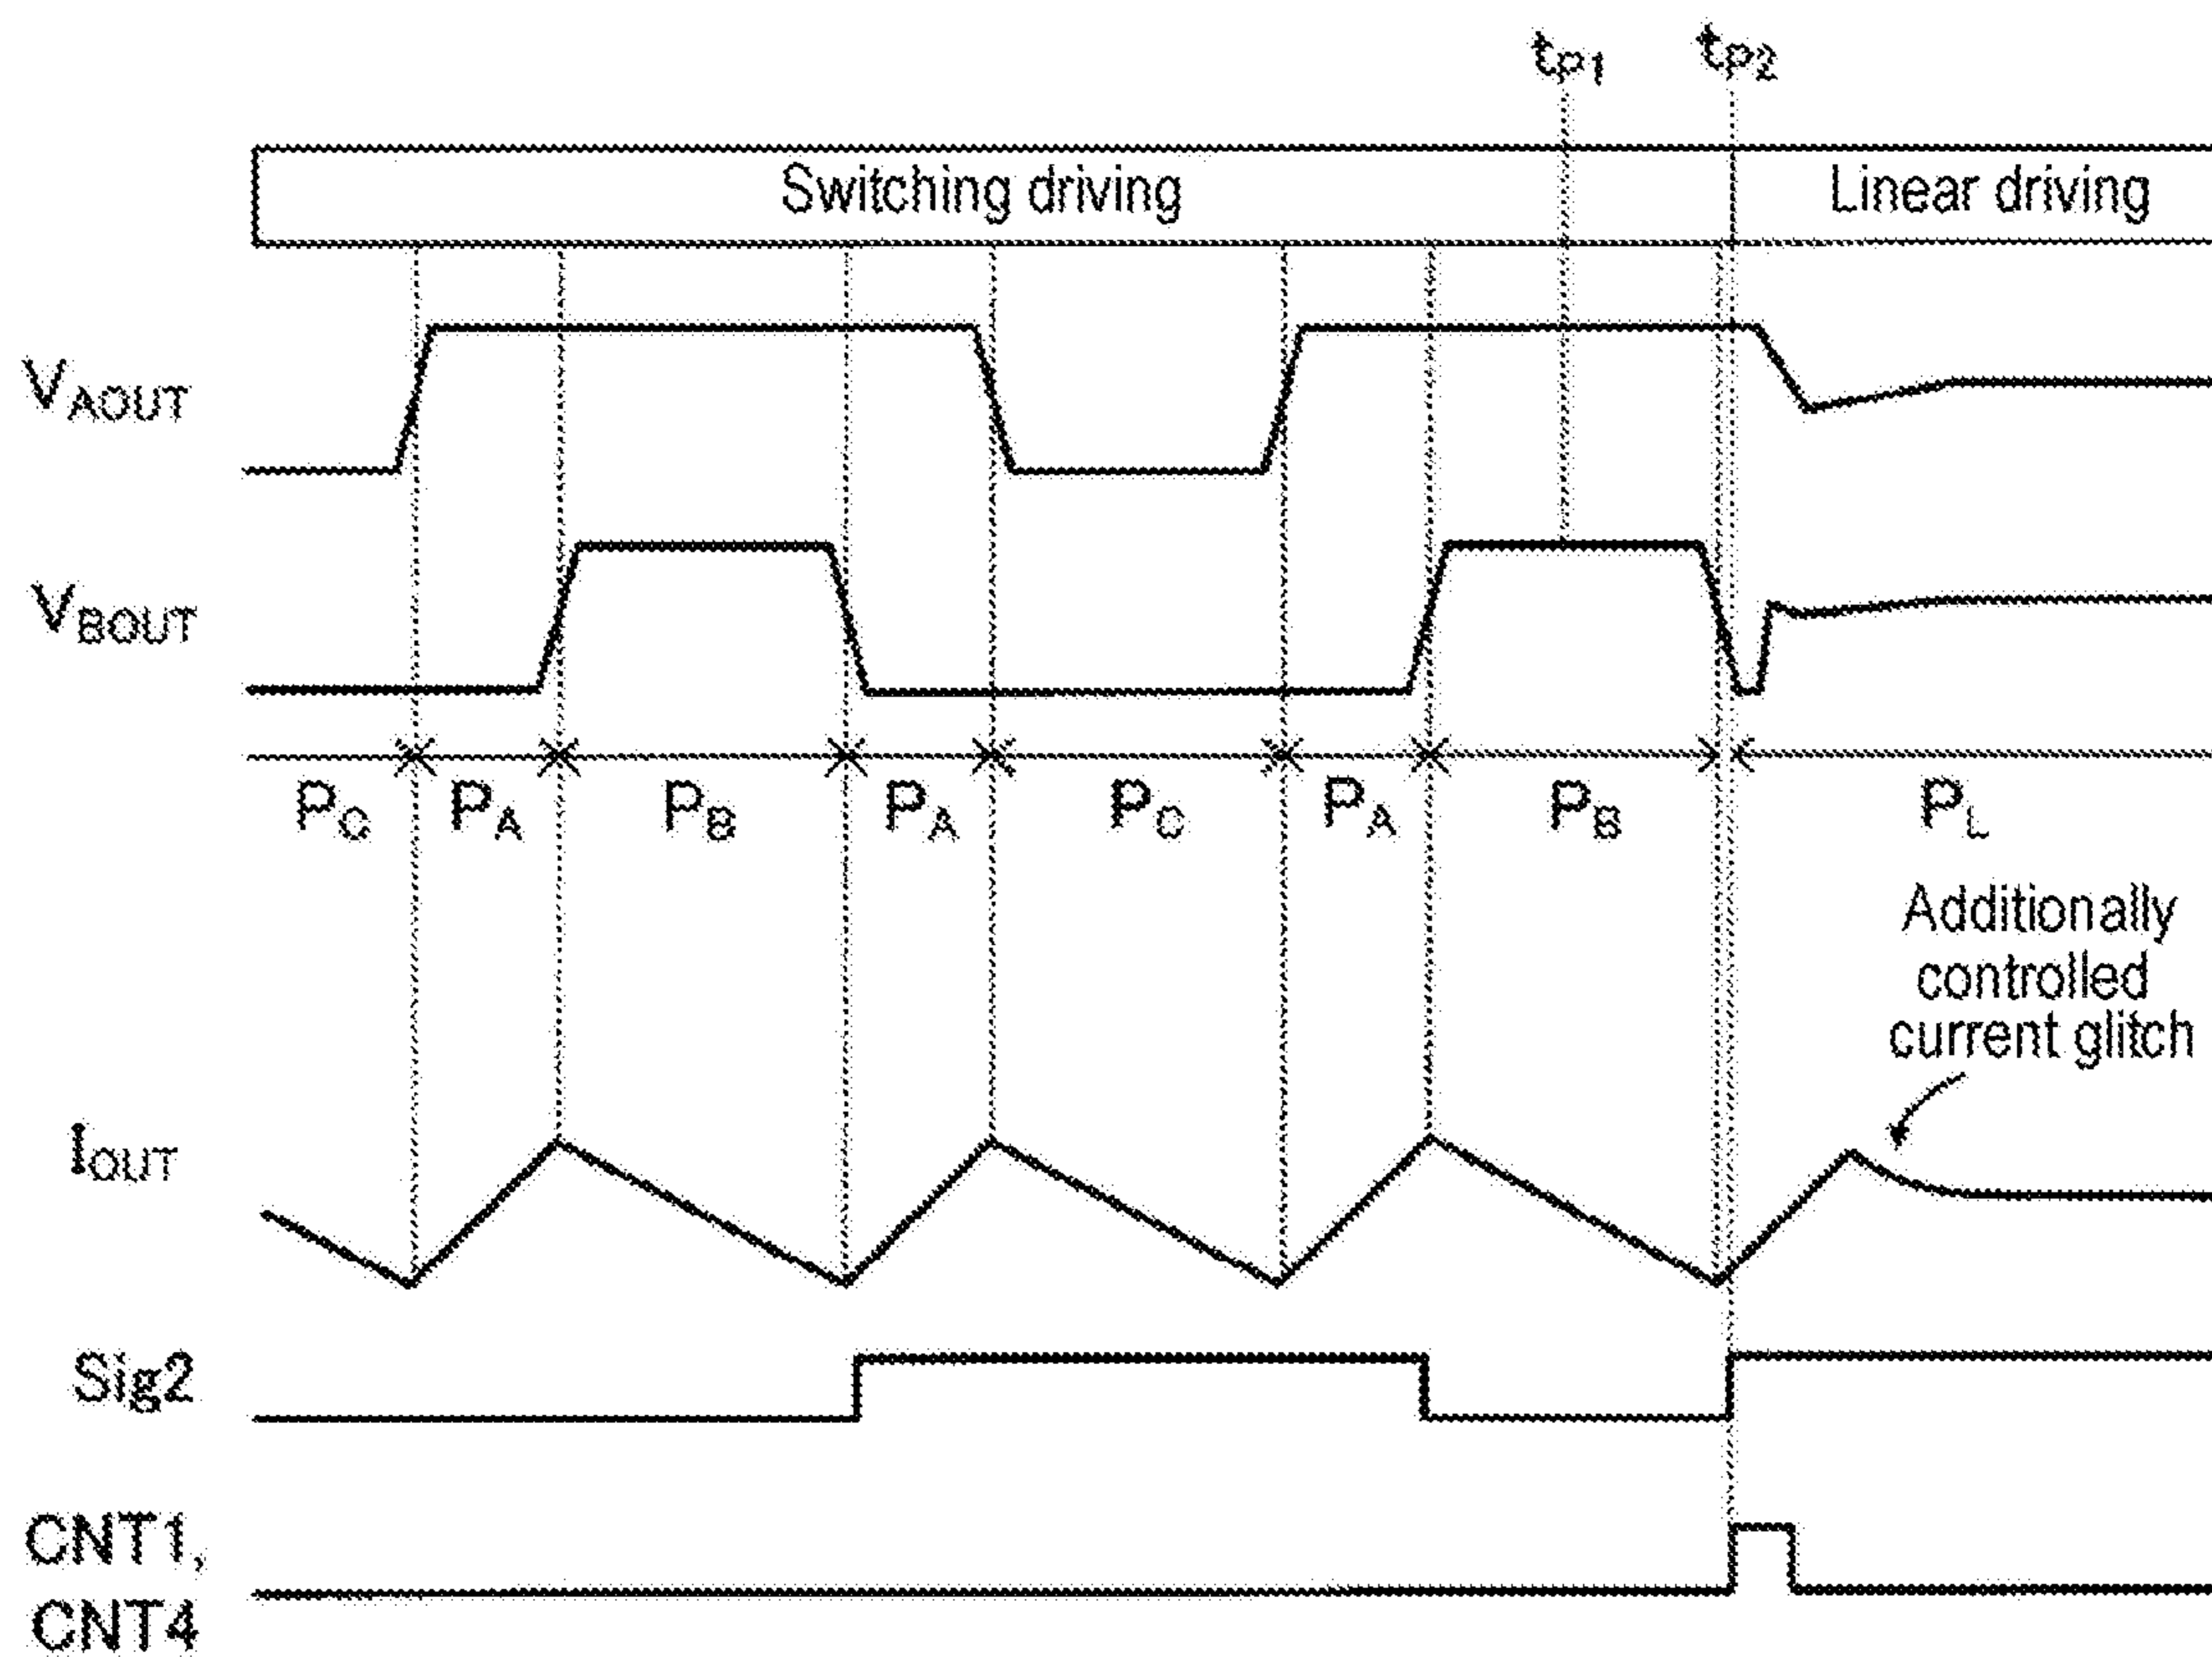 tP1 tP2
Switching driving Linear driving
VAOUT
VBOUT
PC PA PB PA PC PA PB PL
Additionally
controlled
current glitch
IOUT
Sig2
CNT1,
CNT4